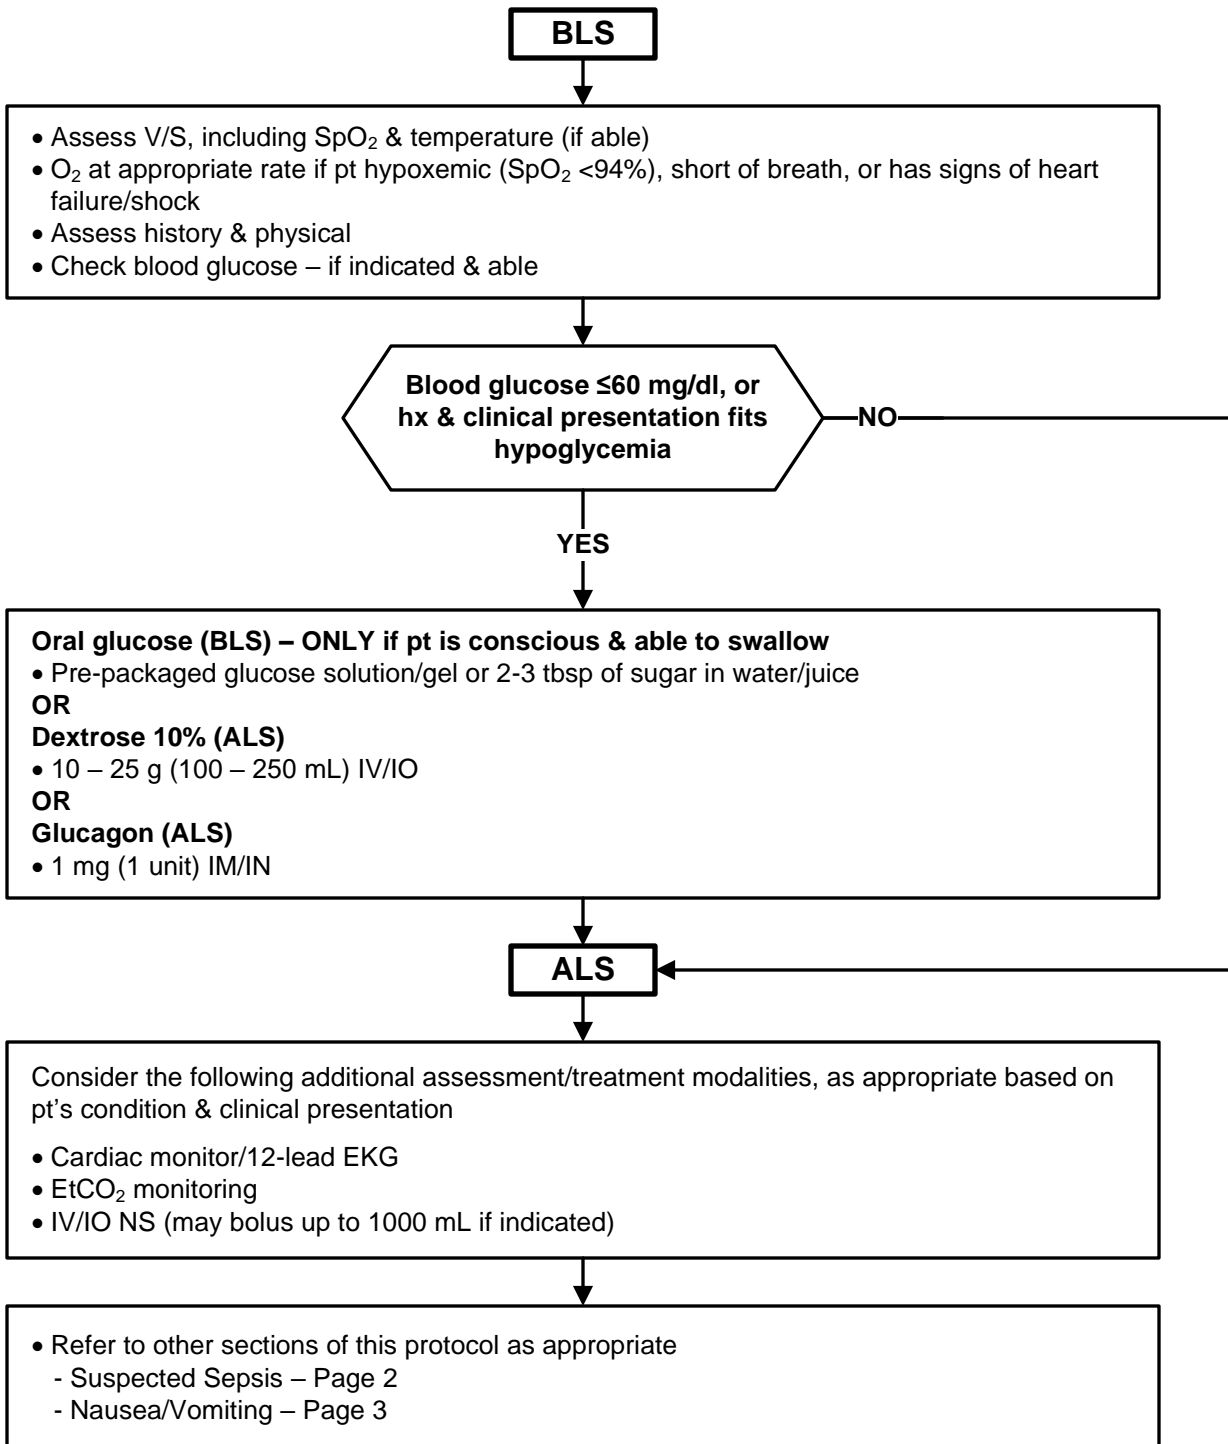 BLS
• Assess V/S, including SpO₂ & temperature (if able)
• O₂ at appropriate rate if pt hypoxemic (SpO₂ <94%), short of breath, or has signs of heart
failure/shock
• Assess history & physical
• Check blood glucose – if indicated & able
Blood glucose ≤60 mg/dl, or
hx & clinical presentation fits
hypoglycemia
NO
YES
Oral glucose (BLS) – ONLY if pt is conscious & able to swallow
• Pre-packaged glucose solution/gel or 2-3 tbsp of sugar in water/juice
OR
Dextrose 10% (ALS)
• 10 – 25 g (100 – 250 mL) IV/IO
OR
Glucagon (ALS)
• 1 mg (1 unit) IM/IN
ALS
Consider the following additional assessment/treatment modalities, as appropriate based on
pt’s condition & clinical presentation
• Cardiac monitor/12-lead EKG
• EtCO₂ monitoring
• IV/IO NS (may bolus up to 1000 mL if indicated)
• Refer to other sections of this protocol as appropriate
- Suspected Sepsis – Page 2
- Nausea/Vomiting – Page 3